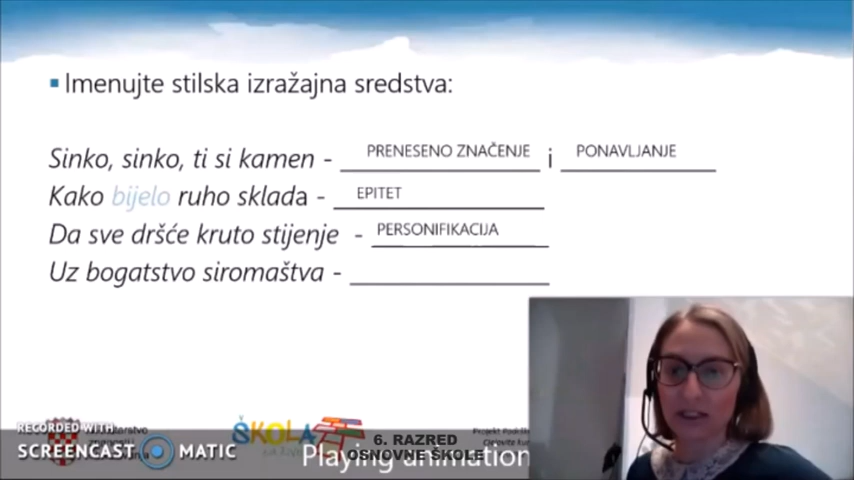 Imenujte stilska izražajna sredstva:
Sinko, sinko, ti si kamen - PRENESENO ZNAČENJE i PONAVLJANJE
Kako bijelo ruho sklada - EPITET
Da sve dršće kruto stijenje - PERSONIFIKACIJA
Uz bogatstvo siromaštva -
RECORDED WITH
SCREENCAST MATIC
ŠKOLA
6. RAZRED
OSNOVNE ŠKOLE
Playing animation